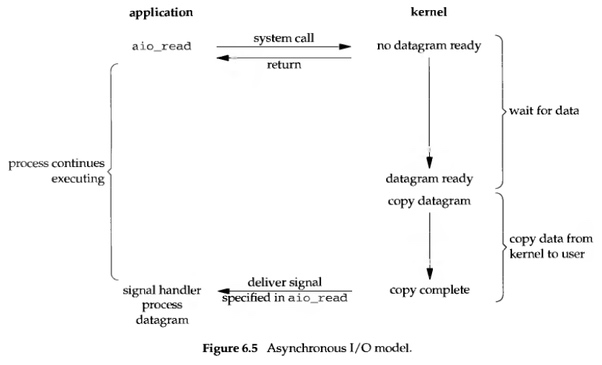 application
kernel
aio_read
system call
no datagram ready
return
wait for data
process continues
executing
datagram ready
copy datagram
copy data from
kernel to user
signal handler
process
datagram
deliver signal
specified in aio_read
copy complete
Figure 6.5 Asynchronous I/O model.